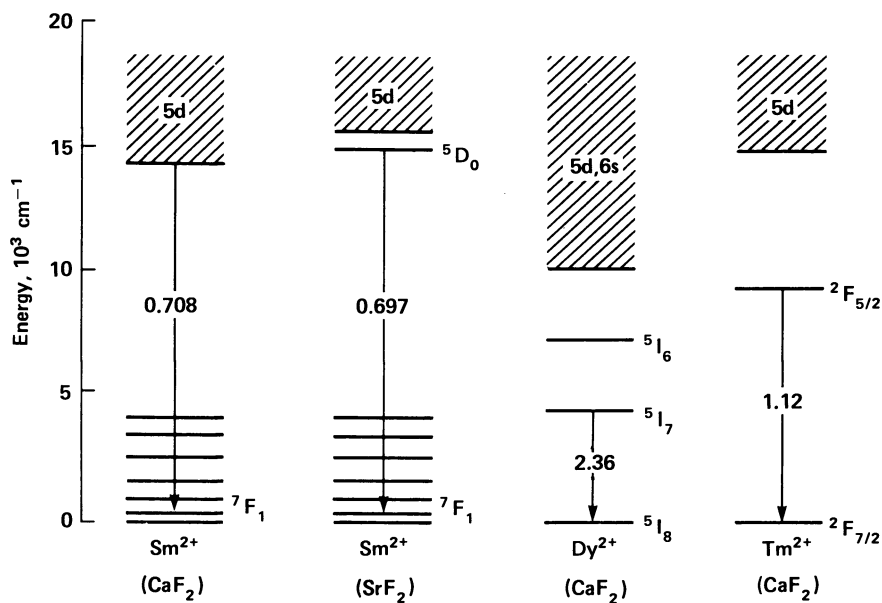 20
15
10
5
0
Energy, 10³ cm⁻¹
5d
0.708
⁷F₁
Sm²⁺
(CaF₂)
5d
⁵D₀
0.697
⁷F₁
Sm²⁺
(SrF₂)
5d,6s
⁵I₆
⁵I₇
2.36
⁵I₈
Dy²⁺
(CaF₂)
5d
²F₅/₂
1.12
²F₇/₂
Tm²⁺
(CaF₂)